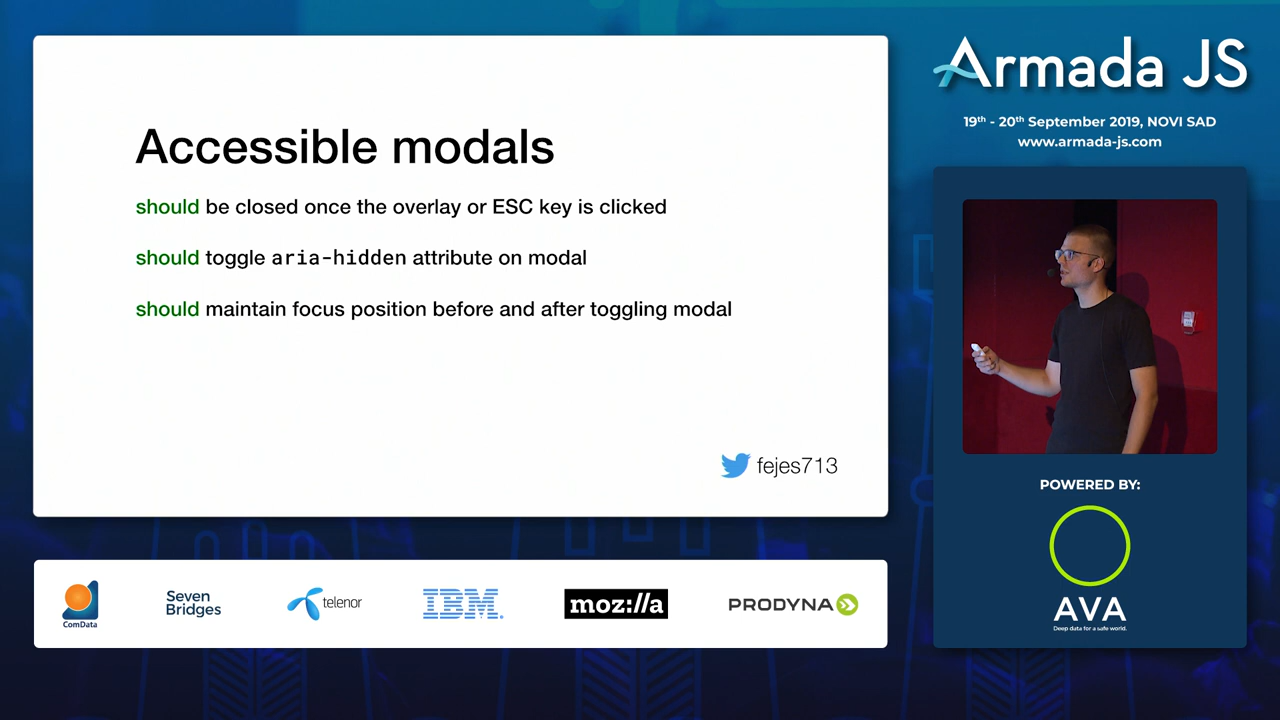 Accessible modals
should be closed once the overlay or ESC key is clicked
should toggle aria-hidden attribute on modal
should maintain focus position before and after toggling modal
fejes713
Armada JS
19th - 20th September 2019, NOVI SAD
www.armada-js.com
POWERED BY:
AVA
Deep data for a safe world.
ComData
Seven
Bridges
telenor
IBM
moz://a
PRODYNA